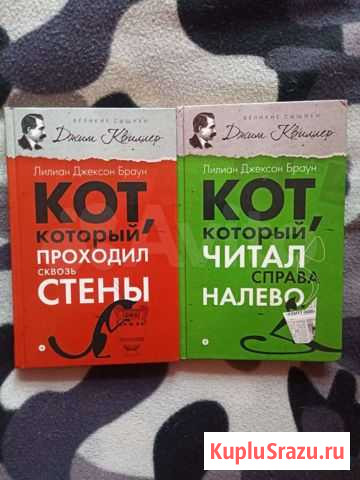 ВЕЛИКИЕ СЫЩИКИ
Джим Квиллер
Лилиан Джексон Браун
КОТ,
который
ПРОХОДИЛ
СКВОЗЬ
СТЕНЫ
ВЕЛИКИЕ СЫЩИКИ
Джим Квиллер
Лилиан Джексон Браун
КОТ,
который
ЧИТАЛ
СПРАВА
НАЛЕВО
KupluSrazu.ru